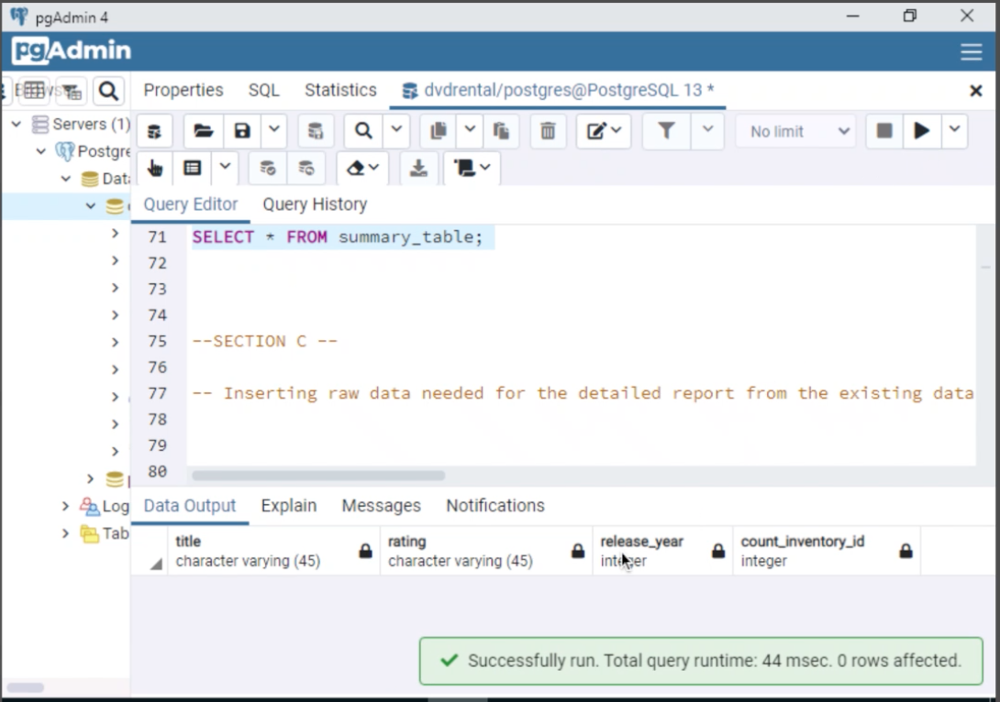 pgAdmin 4
pgAdmin
Properties SQL Statistics dvdrental/postgres@PostgreSQL 13 *
Servers (1)
Postgre
Data
Log
Tab
No limit
Query Editor Query History
71 SELECT * FROM summary_table;
72
73
74
75 --SECTION C --
76
77 -- Inserting raw data needed for the detailed report from the existing data
78
79
80
Data Output Explain Messages Notifications
title rating release_year count_inventory_id
character varying (45) character varying (45) integer integer
Successfully run. Total query runtime: 44 msec. 0 rows affected.